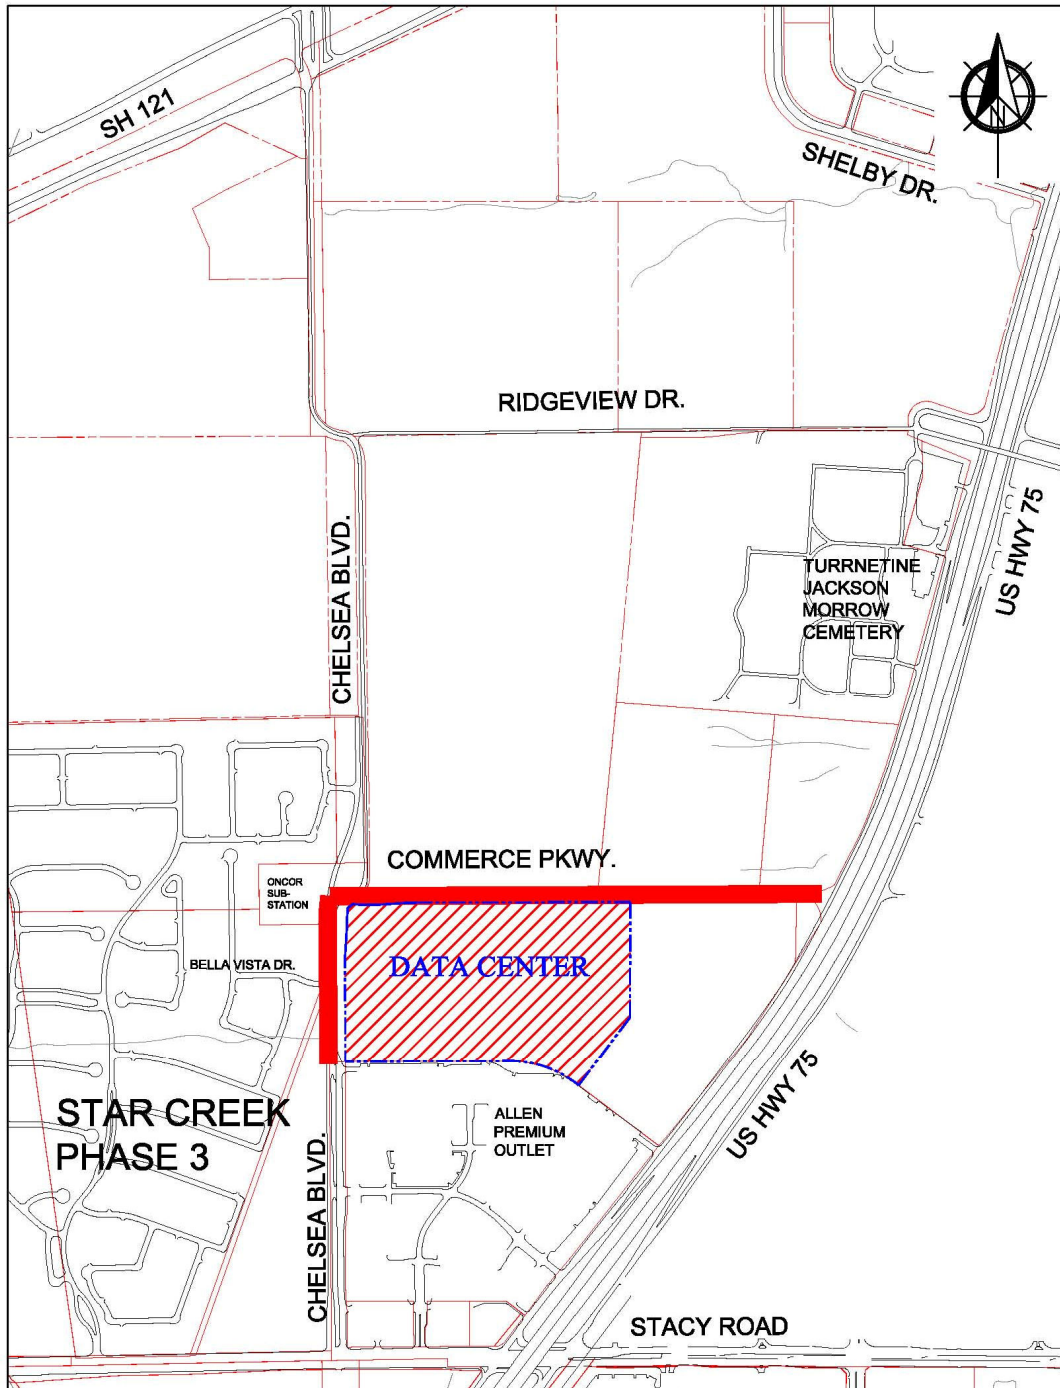 SH 121
N
SHELBY DR.
RIDGEVIEW DR.
CHELSEA BLVD.
US HWY 75
TURRNETINE
JACKSON
MORROW
CEMETERY
COMMERCE PKWY.
ONCOR
SUB-
STATION
BELLA VISTA DR.
DATA CENTER
STAR CREEK
PHASE 3
ALLEN
PREMIUM
OUTLET
US HWY 75
CHELSEA BLVD.
STACY ROAD